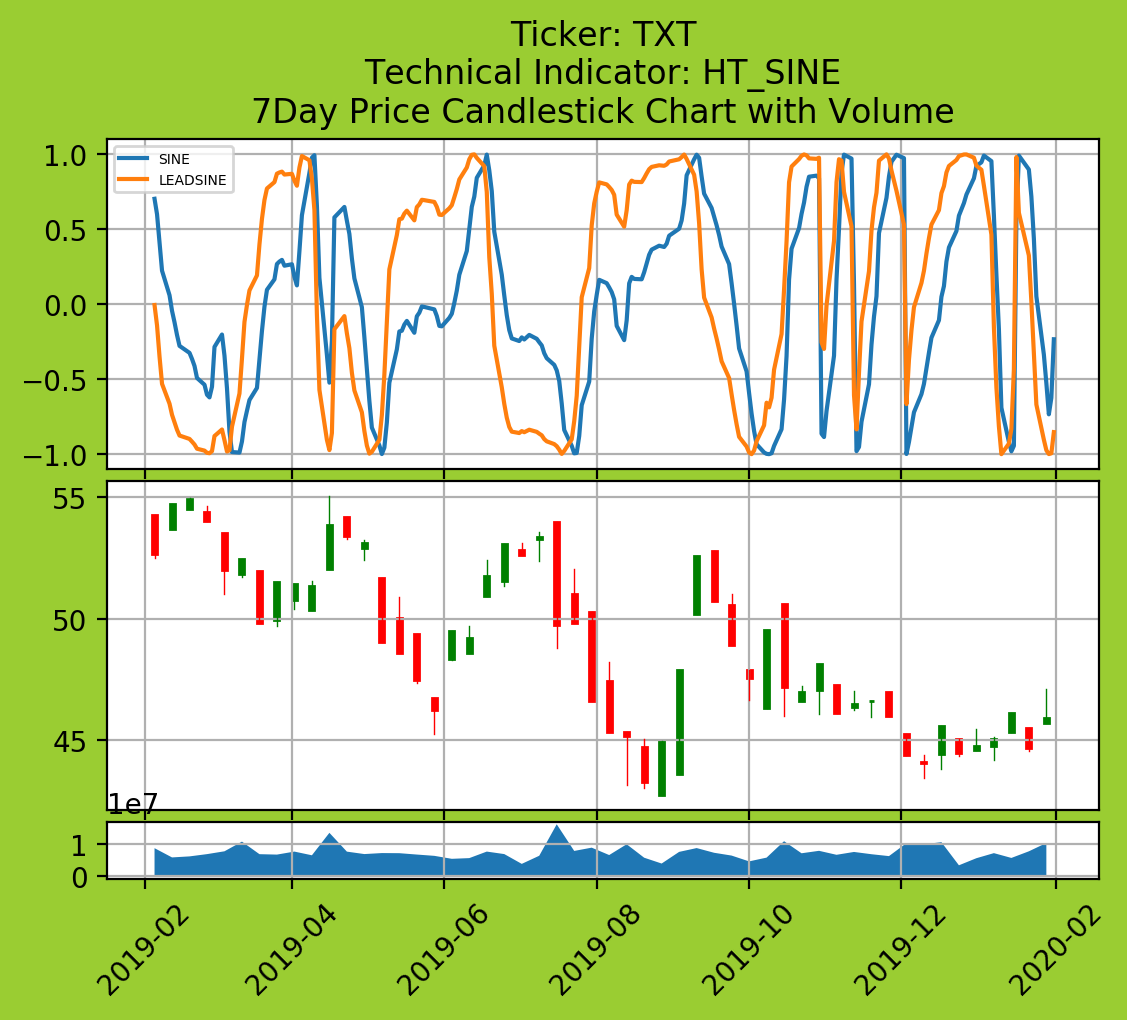 Ticker: TXT
Technical Indicator: HT_SINE
7Day Price Candlestick Chart with Volume
SINE
LEADSINE
1.0
0.5
0.0
−0.5
−1.0
55
50
45
1e7
1
0
2019-02
2019-04
2019-06
2019-08
2019-10
2019-12
2020-02